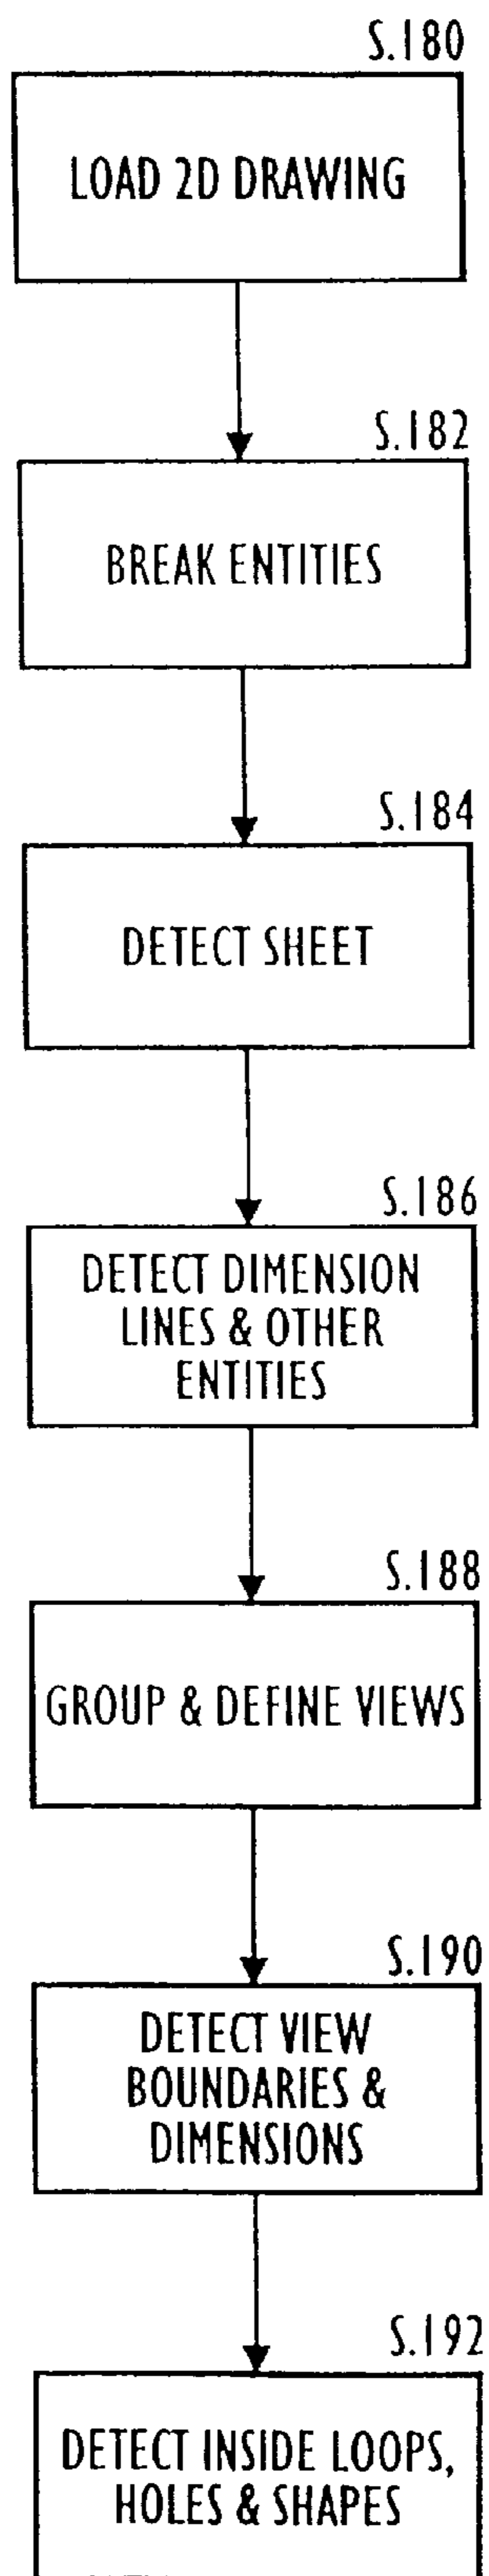 S.180
LOAD 2D DRAWING
S.182
BREAK ENTITIES
S.184
DETECT SHEET
S.186
DETECT DIMENSION
LINES & OTHER
ENTITIES
S.188
GROUP & DEFINE VIEWS
S.190
DETECT VIEW
BOUNDARIES &
DIMENSIONS
S.192
DETECT INSIDE LOOPS,
HOLES & SHAPES